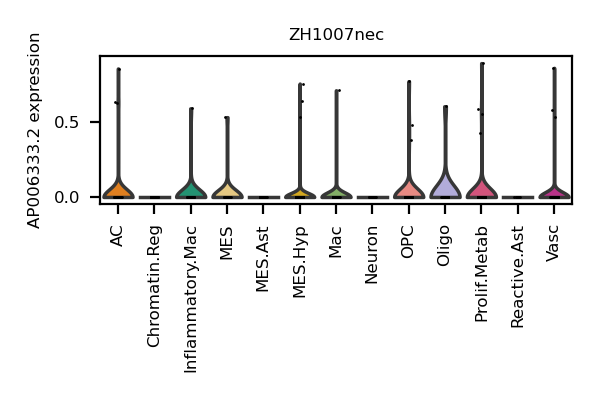 ZH1007nec
AP006333.2 expression
0.5
0.0
AC
Chromatin.Reg
Inflammatory.Mac
MES
MES.Ast
MES.Hyp
Mac
Neuron
OPC
Oligo
Prolif.Metab
Reactive.Ast
Vasc